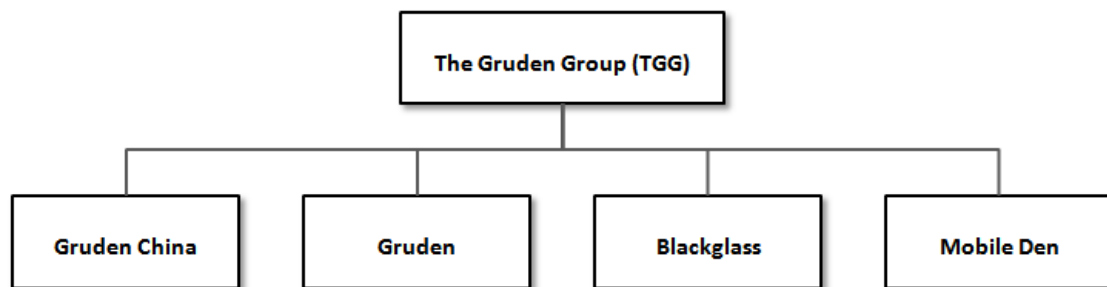 The Gruden Group (TGG)
Gruden China
Gruden
Blackglass
Mobile Den